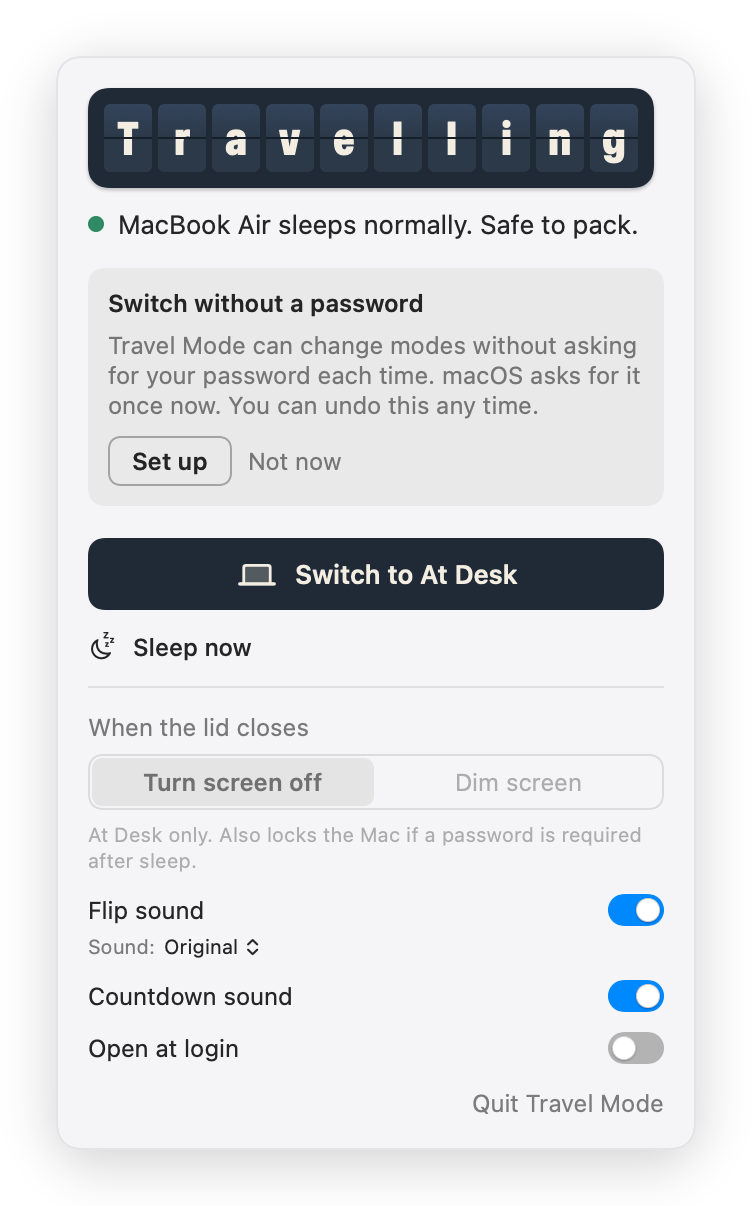 Travelling
MacBook Air sleeps normally. Safe to pack.
Switch without a password
Travel Mode can change modes without asking
for your password each time. macOS asks for it
once now. You can undo this any time.
Set up
Not now
Switch to At Desk
Sleep now
When the lid closes
Turn screen off
Dim screen
At Desk only. Also locks the Mac if a password is required
after sleep.
Flip sound
Sound: Original
Countdown sound
Open at login
Quit Travel Mode